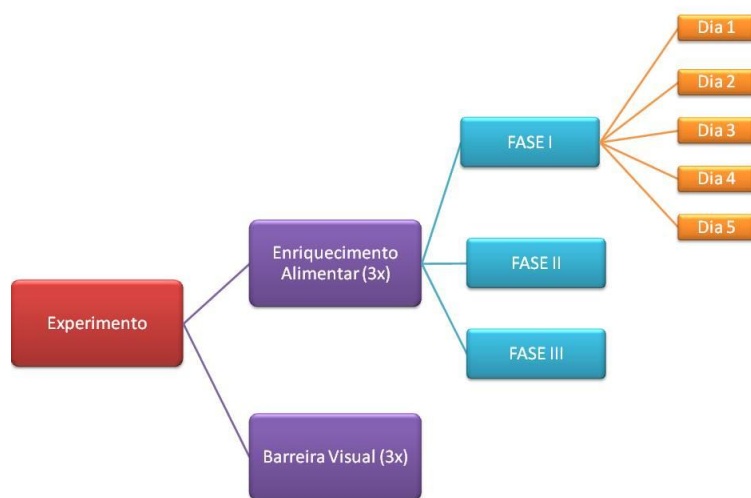 Experimento
Enriquecimento
Alimentar (3x)
Barreira Visual (3x)
FASE I
FASE II
FASE III
Dia 1
Dia 2
Dia 3
Dia 4
Dia 5